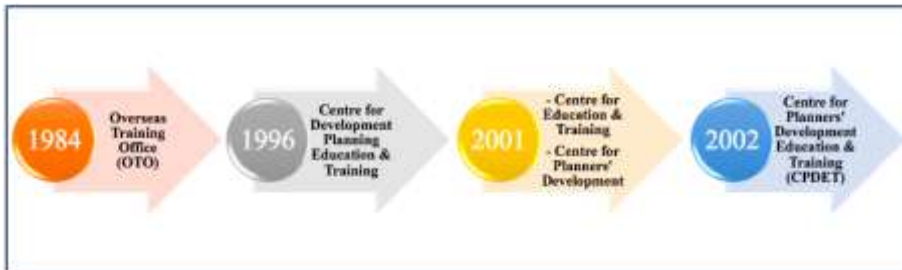 1984
Overseas
Training
Office
(OTO)
1996
Centre for
Development
Planning
Education &
Training
2001
- Centre for
Education &
Training
- Centre for
Planners'
Development
2002
Centre for
Planners'
Development
Education &
Training
(CPDET)